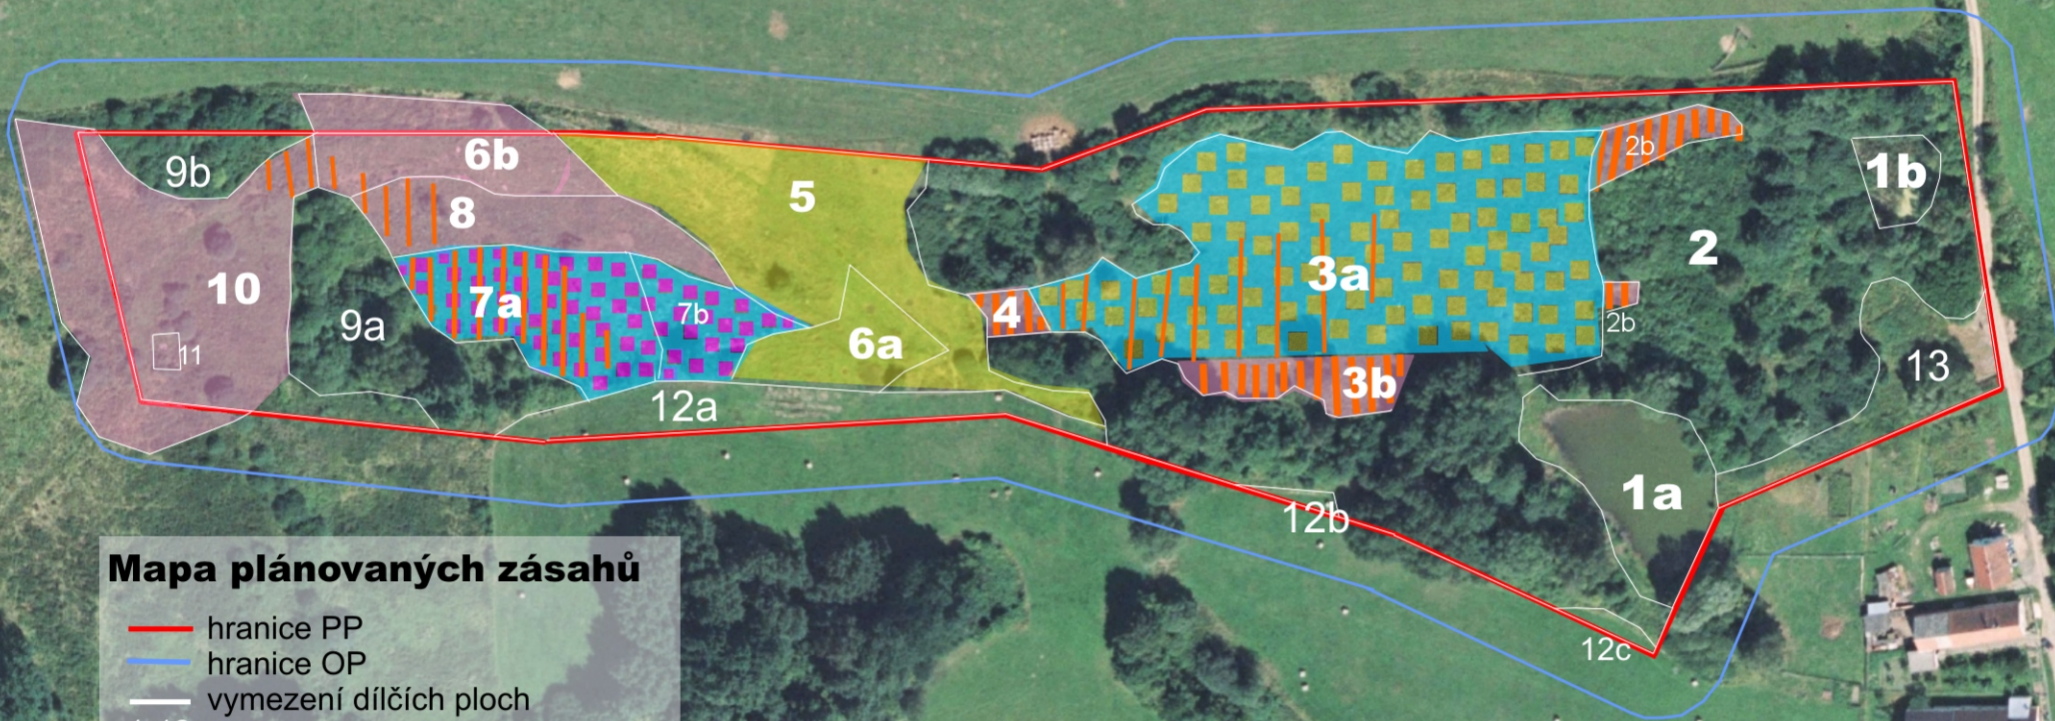 9b
6b
8
5
10
11
9a
7a
7b
6a
12a
4
3a
3b
2b
2b
2
1b
13
1a
12b
12c
Mapa plánovaných zásahů
hranice PP
hranice OP
vymezení dílčích ploch